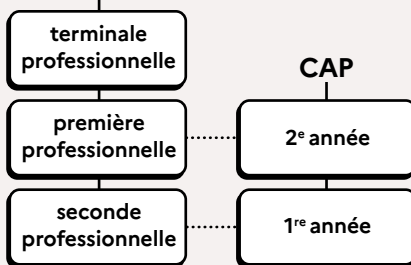 terminale
professionnelle
CAP
première
professionnelle
2e année
seconde
professionnelle
1re année